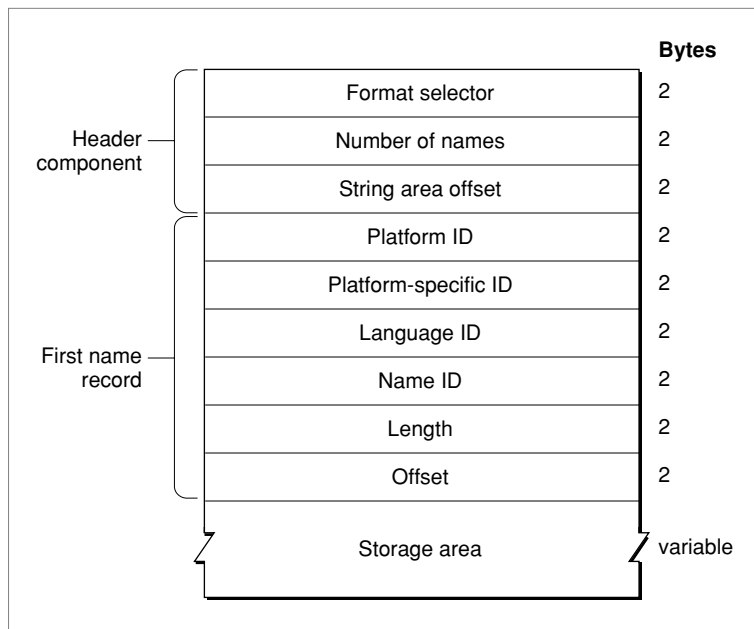 Bytes
Format selector 2
Header
component
Number of names 2
String area offset 2
Platform ID 2
Platform-specific ID 2
Language ID 2
First name
record
Name ID 2
Length 2
Offset 2
Storage area variable